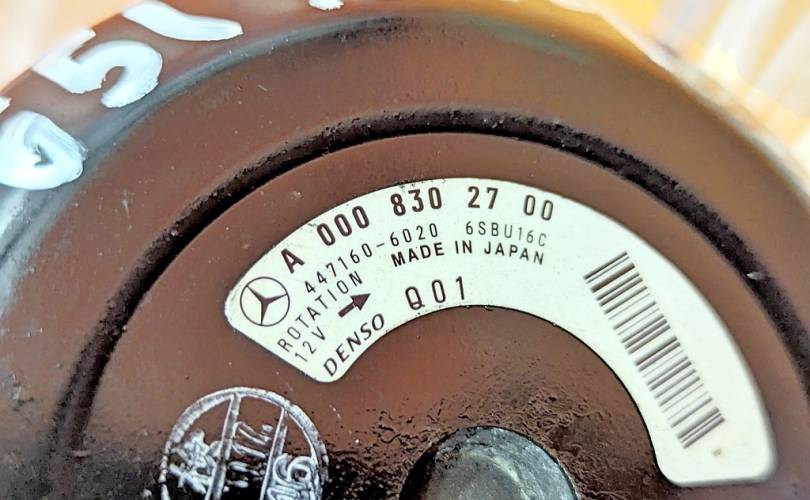 A 000 830 27 00
447160-6020 6SBU16C
ROTATION MADE IN JAPAN
12V → Q01
DENSO